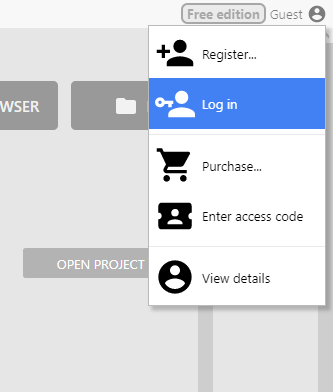 Free edition Guest
Register...
Log in
WSER
Purchase...
Enter access code
OPEN PROJECT
View details